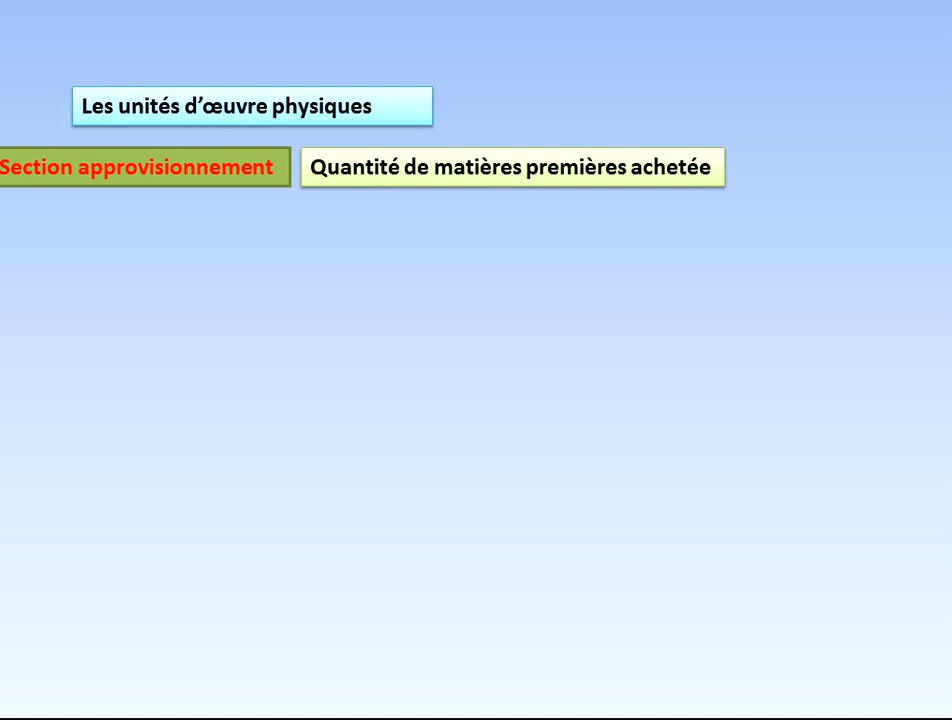 Les unités d’œuvre physiques
Section approvisionnement
Quantité de matières premières achetée